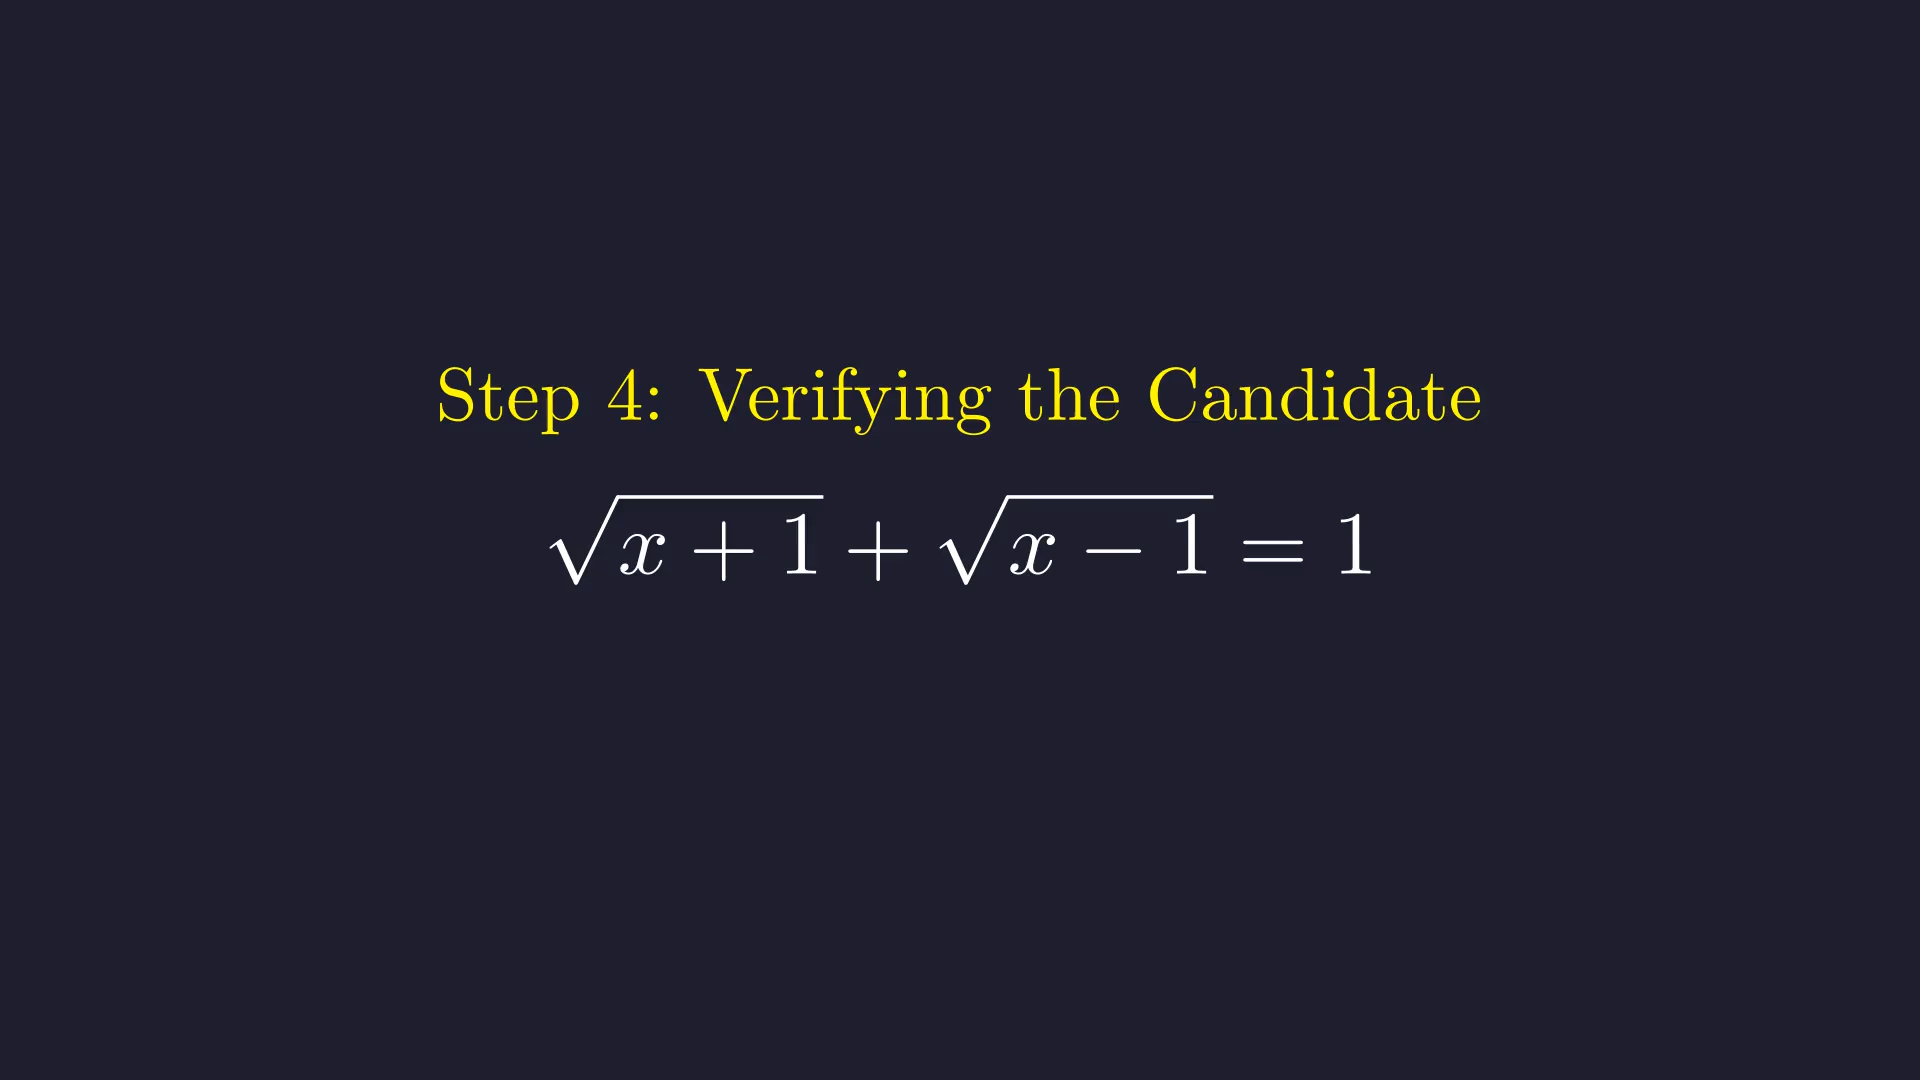 Step 4: Verifying the Candidate
√(x + 1) + √(x − 1) = 1